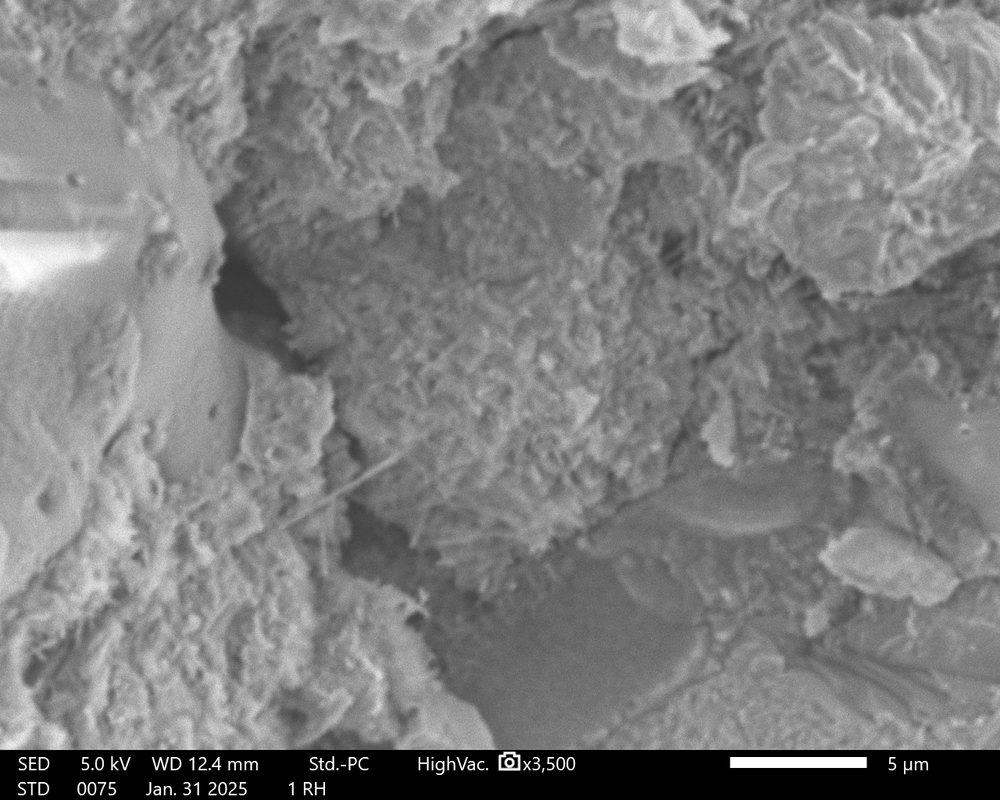 SED 5.0 kV WD 12.4 mm Std.-PC HighVac. x3,500 5 µm
STD 0075 Jan. 31 2025 1 RH